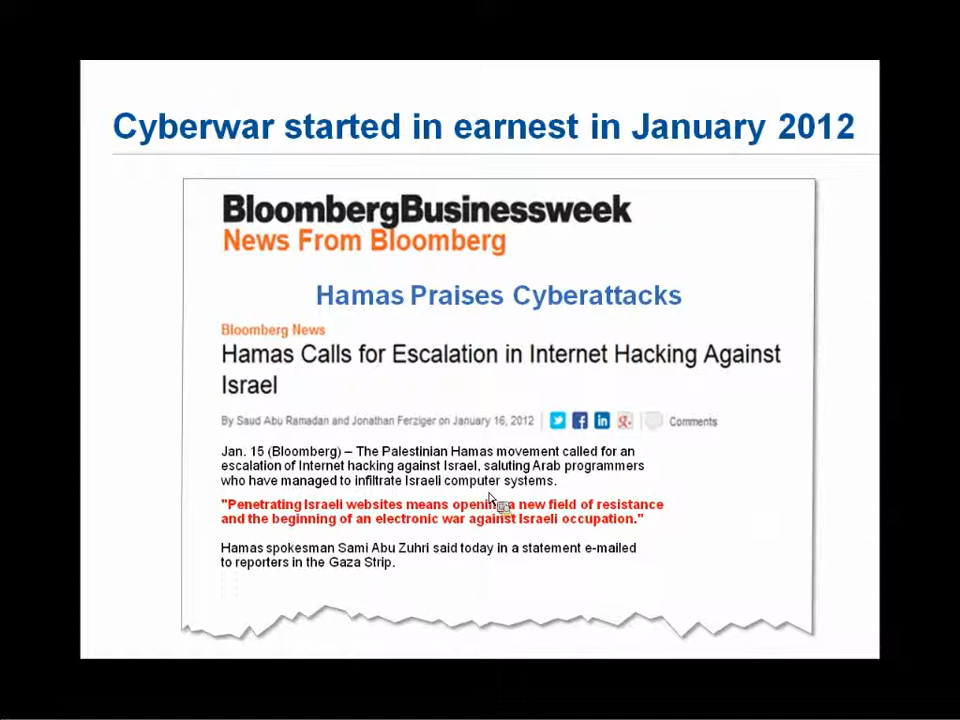 Cyberwar started in earnest in January 2012
BloombergBusinessweek
News From Bloomberg
Hamas Praises Cyberattacks
Bloomberg News
Hamas Calls for Escalation in Internet Hacking Against
Israel
By Saud Abu Ramadan and Jonathan Ferziger on January 16, 2012 Comments
Jan. 15 (Bloomberg) – The Palestinian Hamas movement called for an
escalation of Internet hacking against Israel, saluting Arab programmers
who have managed to infiltrate Israeli computer systems.
"Penetrating Israeli websites means opening a new field of resistance
and the beginning of an electronic war against Israeli occupation."
Hamas spokesman Sami Abu Zuhri said today in a statement e-mailed
to reporters in the Gaza Strip.